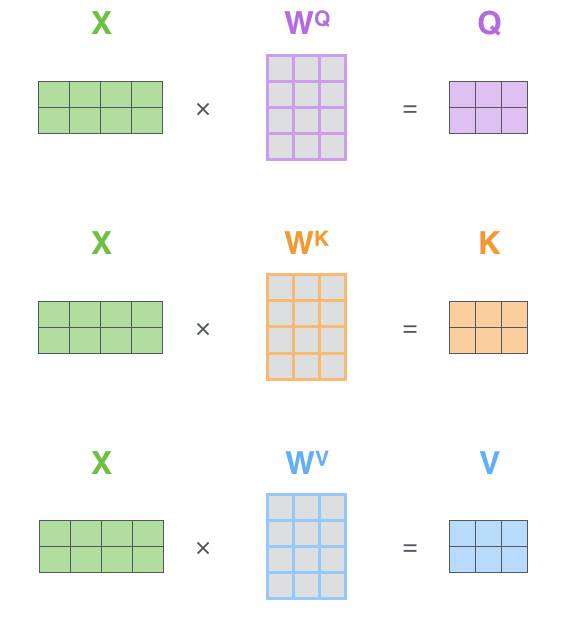 X W^Q Q
× =
X W^K K
× =
X W^V V
× =